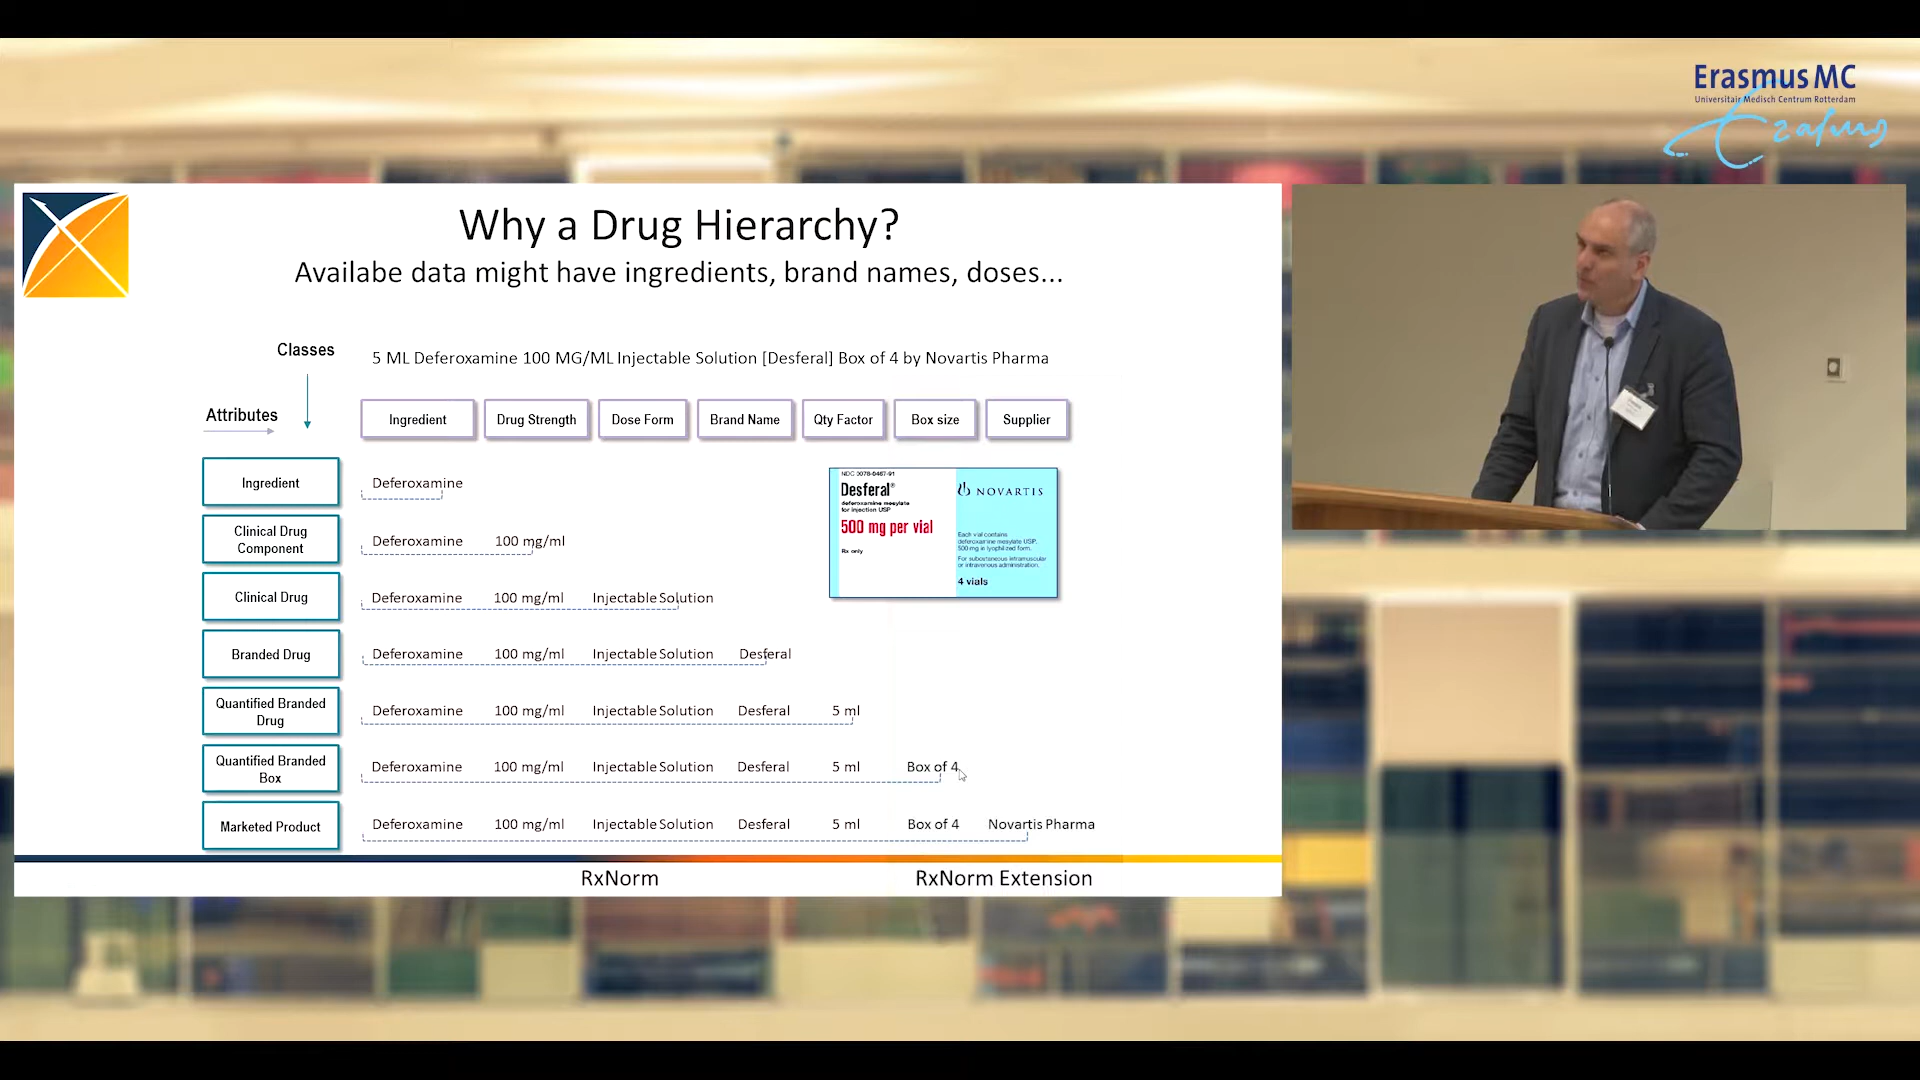 Erasmus MC
Universitair Medisch Centrum Rotterdam
Erasmus
Why a Drug Hierarchy?
Availabe data might have ingredients, brand names, doses...
Classes
5 ML Deferoxamine 100 MG/ML Injectable Solution [Desferal] Box of 4 by Novartis Pharma
Attributes
Ingredient Drug Strength Dose Form Brand Name Qty Factor Box size Supplier
NDC 0078-0467-91
Desferal®
deferoxamine mesylate
for injection USP
500 mg per vial
Rx only
NOVARTIS
Each vial contains
deferoxamine mesylate USP,
500 mg in lyophilized form.
For subcutaneous intramuscular
or intravenous administration.
4 vials
Ingredient Deferoxamine
Clinical Drug
Component
Deferoxamine 100 mg/ml
Clinical Drug Deferoxamine 100 mg/ml Injectable Solution
Branded Drug Deferoxamine 100 mg/ml Injectable Solution Desferal
Quantified Branded
Drug
Deferoxamine 100 mg/ml Injectable Solution Desferal 5 ml
Quantified Branded
Box
Deferoxamine 100 mg/ml Injectable Solution Desferal 5 ml Box of 4
Marketed Product Deferoxamine 100 mg/ml Injectable Solution Desferal 5 ml Box of 4 Novartis Pharma
RxNorm RxNorm Extension